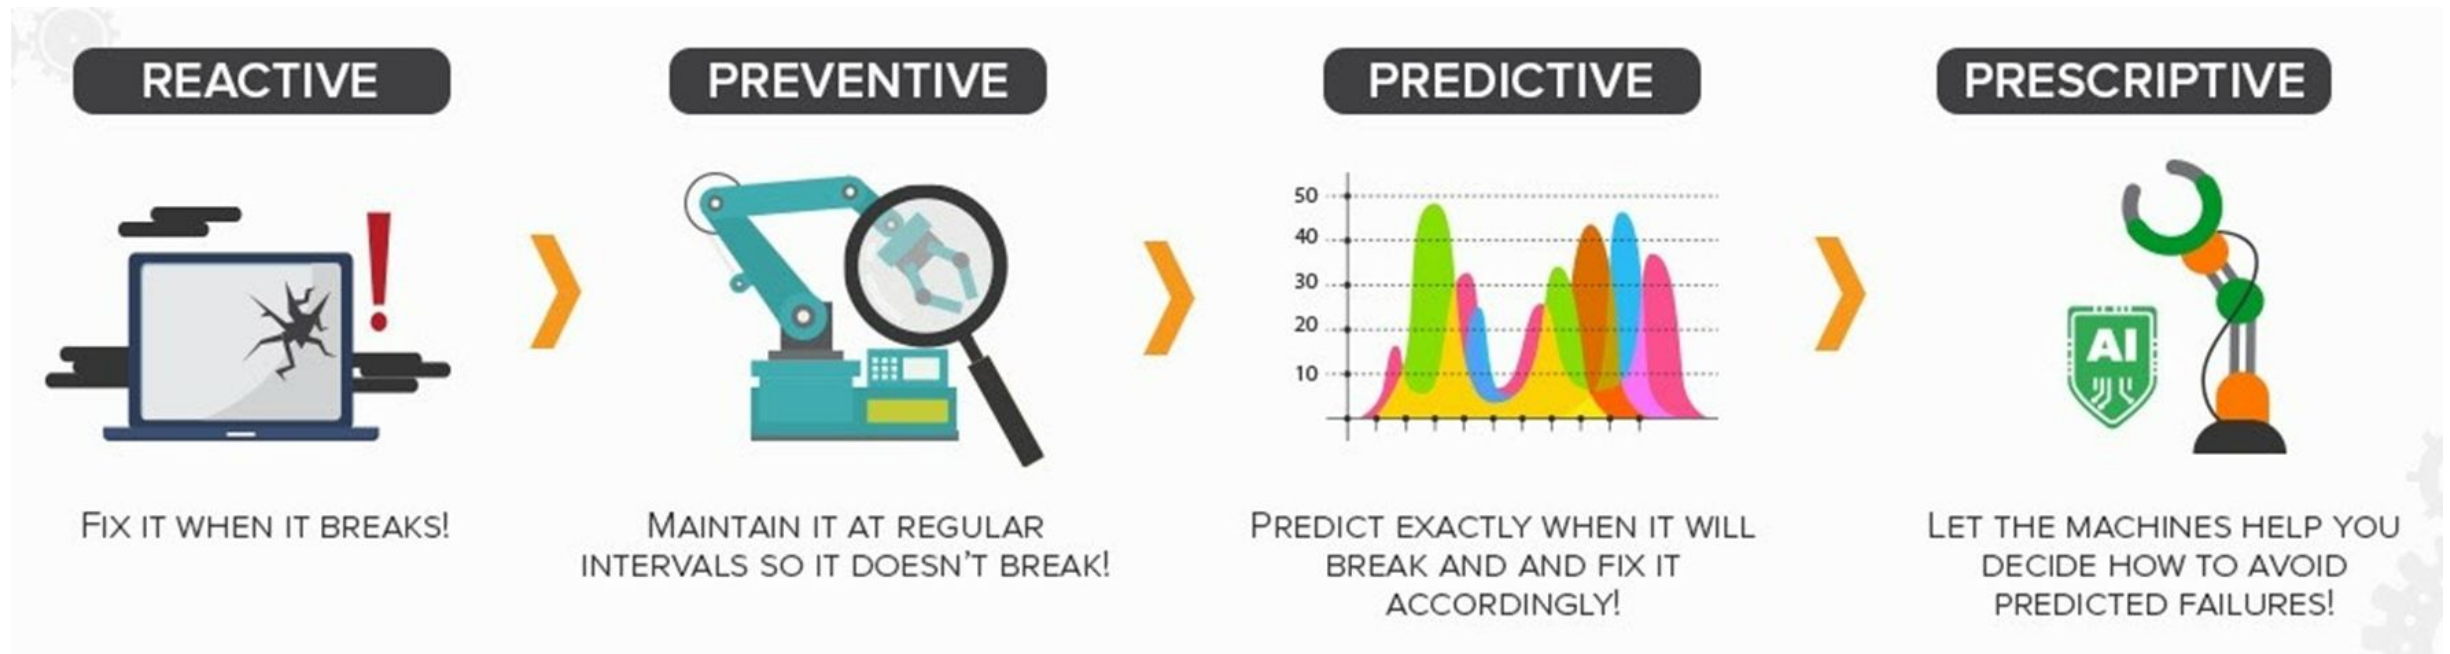 REACTIVE
PREVENTIVE
PREDICTIVE
PRESCRIPTIVE
50
40
30
20
10
AI
FIX IT WHEN IT BREAKS!
MAINTAIN IT AT REGULAR
INTERVALS SO IT DOESN'T BREAK!
PREDICT EXACTLY WHEN IT WILL
BREAK AND AND FIX IT
ACCORDINGLY!
LET THE MACHINES HELP YOU
DECIDE HOW TO AVOID
PREDICTED FAILURES!